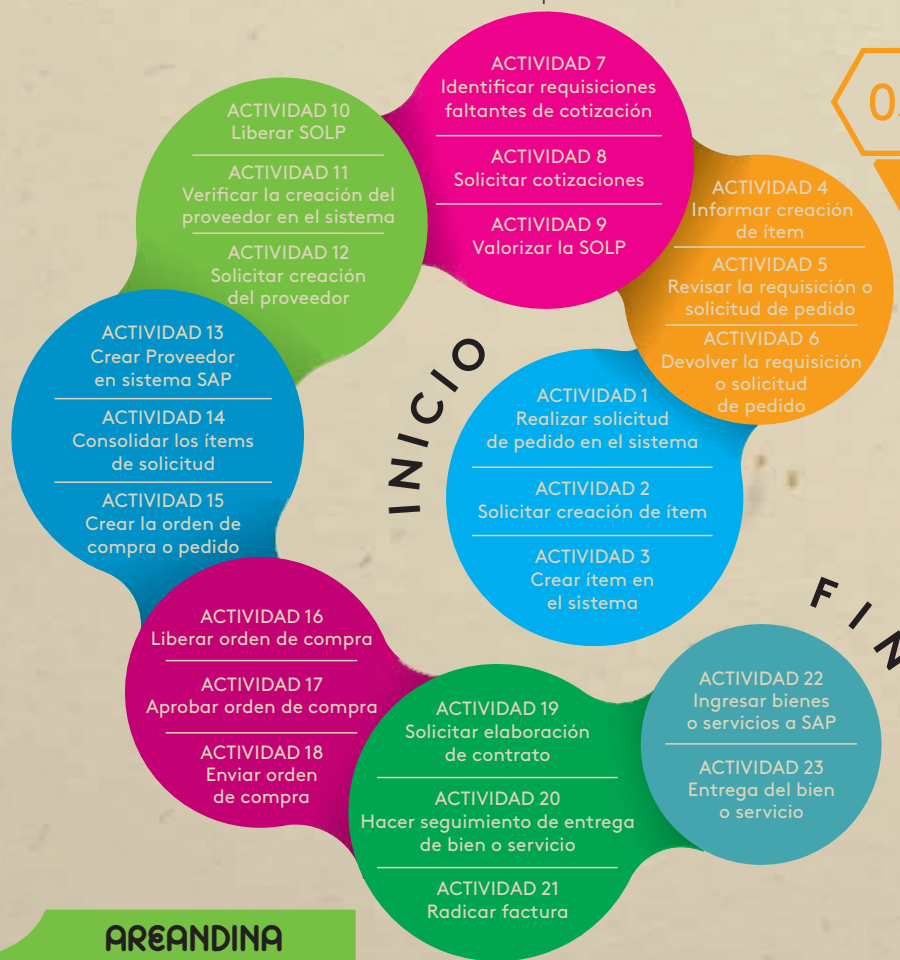 INICIO
ACTIVIDAD 1
Realizar solicitud
de pedido en el sistema
ACTIVIDAD 2
Solicitar creación de ítem
ACTIVIDAD 3
Crear ítem en
el sistema
ACTIVIDAD 4
Informar creación
de ítem
ACTIVIDAD 5
Revisar la requisición o
solicitud de pedido
ACTIVIDAD 6
Devolver la requisición
o solicitud
de pedido
ACTIVIDAD 7
Identificar requisiciones
faltantes de cotización
ACTIVIDAD 8
Solicitar cotizaciones
ACTIVIDAD 9
Valorizar la SOLP
ACTIVIDAD 10
Liberar SOLP
ACTIVIDAD 11
Verificar la creación del
proveedor en el sistema
ACTIVIDAD 12
Solicitar creación
del proveedor
ACTIVIDAD 13
Crear Proveedor
en sistema SAP
ACTIVIDAD 14
Consolidar los ítems
de solicitud
ACTIVIDAD 15
Crear la orden de
compra o pedido
ACTIVIDAD 16
Liberar orden de compra
ACTIVIDAD 17
Aprobar orden de compra
ACTIVIDAD 18
Enviar orden
de compra
ACTIVIDAD 19
Solicitar elaboración
de contrato
ACTIVIDAD 20
Hacer seguimiento de entrega
de bien o servicio
ACTIVIDAD 21
Radicar factura
ACTIVIDAD 22
Ingresar bienes
o servicios a SAP
ACTIVIDAD 23
Entrega del bien
o servicio
FIN
AREANDINA